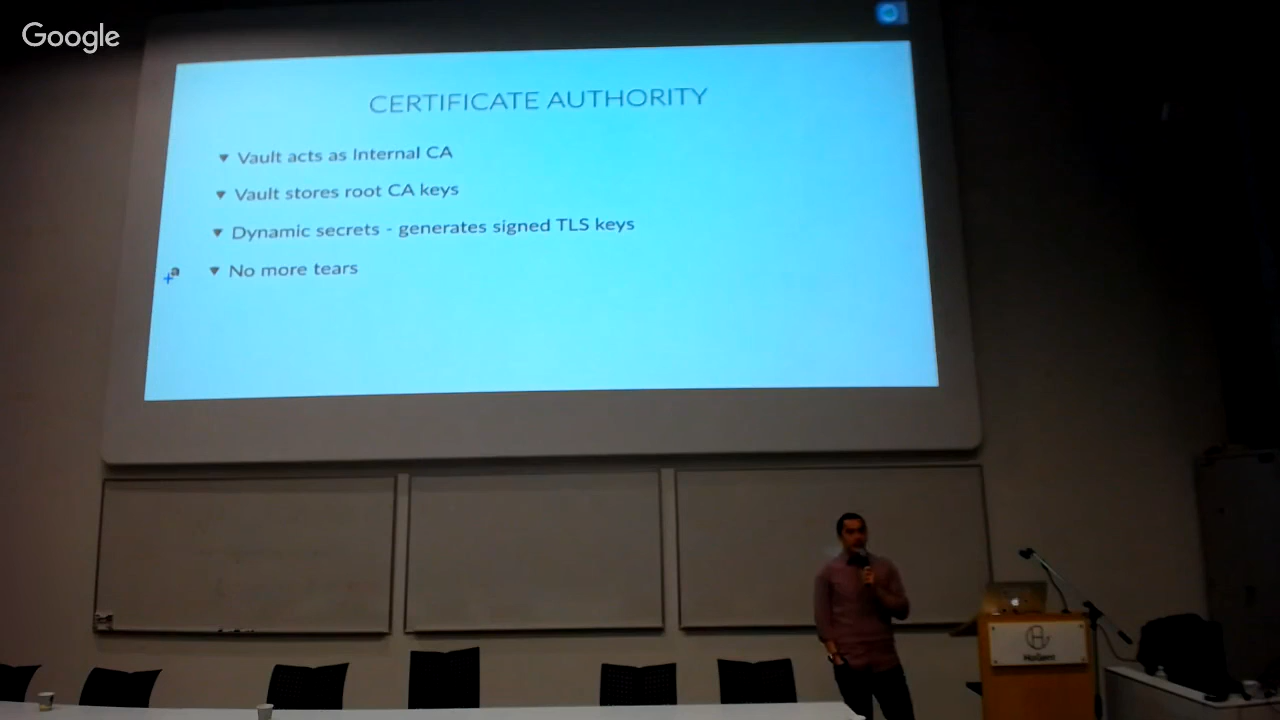 Google
CERTIFICATE AUTHORITY
Vault acts as Internal CA
Vault stores root CA keys
Dynamic secrets - generates signed TLS keys
a
No more tears
HoGent